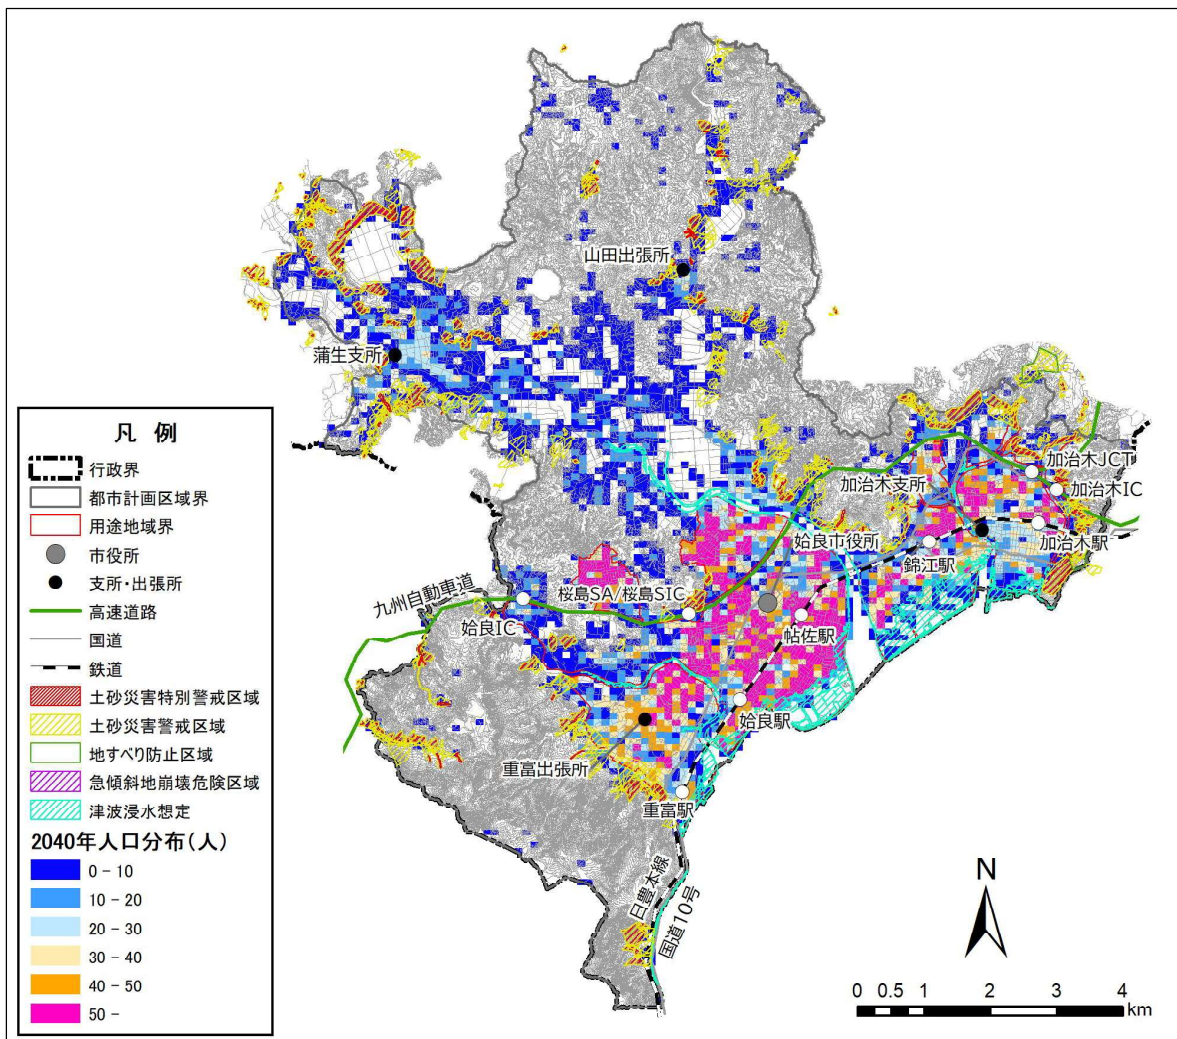 山田出張所
蒲生支所
加治木JCT
加治木支所
加治木IC
姶良市役所
加治木駅
錦江駅
桜島SA/桜島SIC
九州自動車道
姶良IC
帖佐駅
姶良駅
重富出張所
重富駅
日豊本線
国道10号
凡 例
行政界
都市計画区域界
用途地域界
市役所
支所・出張所
高速道路
国道
鉄道
土砂災害特別警戒区域
土砂災害警戒区域
地すべり防止区域
急傾斜地崩壊危険区域
津波浸水想定
2040年人口分布(人)
0 - 10
10 - 20
20 - 30
30 - 40
40 - 50
50 -
N
0 0.5 1 2 3 4
km